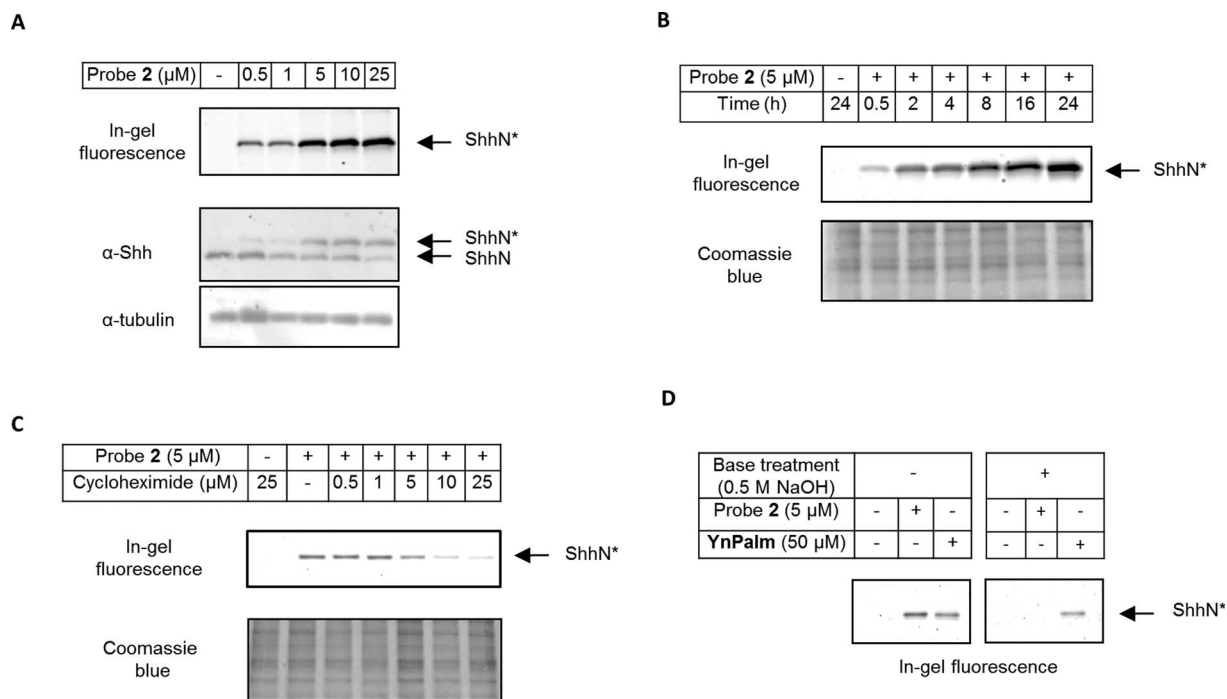 A
Probe 2 (µM) - 0.5 1 5 10 25
In-gel
fluorescence
ShhN*
α-Shh
ShhN*
ShhN
α-tubulin
B
Probe 2 (5 µM) - + + + + + +
Time (h) 24 0.5 2 4 8 16 24
In-gel
fluorescence
ShhN*
Coomassie
blue
C
Probe 2 (5 µM) - + + + + + +
Cycloheximide (µM) 25 - 0.5 1 5 10 25
In-gel
fluorescence
ShhN*
Coomassie
blue
D
Base treatment
(0.5 M NaOH) - +
Probe 2 (5 µM) - + - - + -
YnPalm (50 µM) - - + - - +
ShhN*
In-gel fluorescence